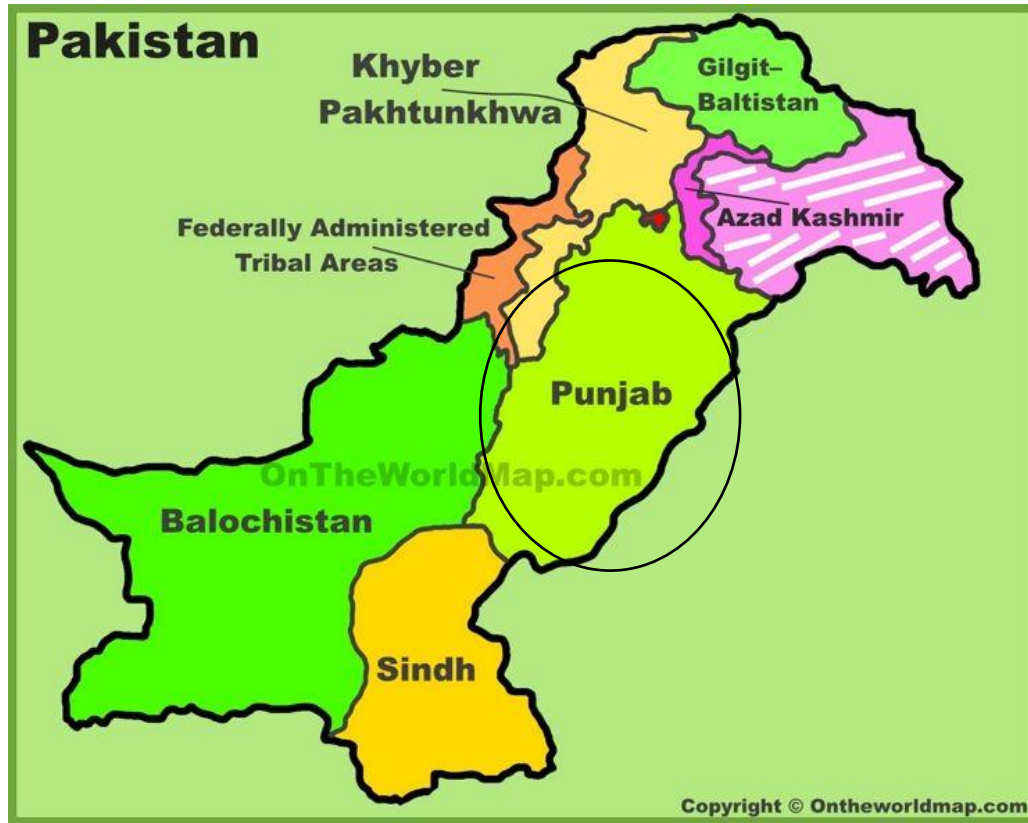 Pakistan
Khyber
Pakhtunkhwa
Gilgit–
Baltistan
Azad Kashmir
Federally Administered
Tribal Areas
Punjab
OnTheWorldMap.com
Balochistan
Sindh
Copyright © Ontheworldmap.com